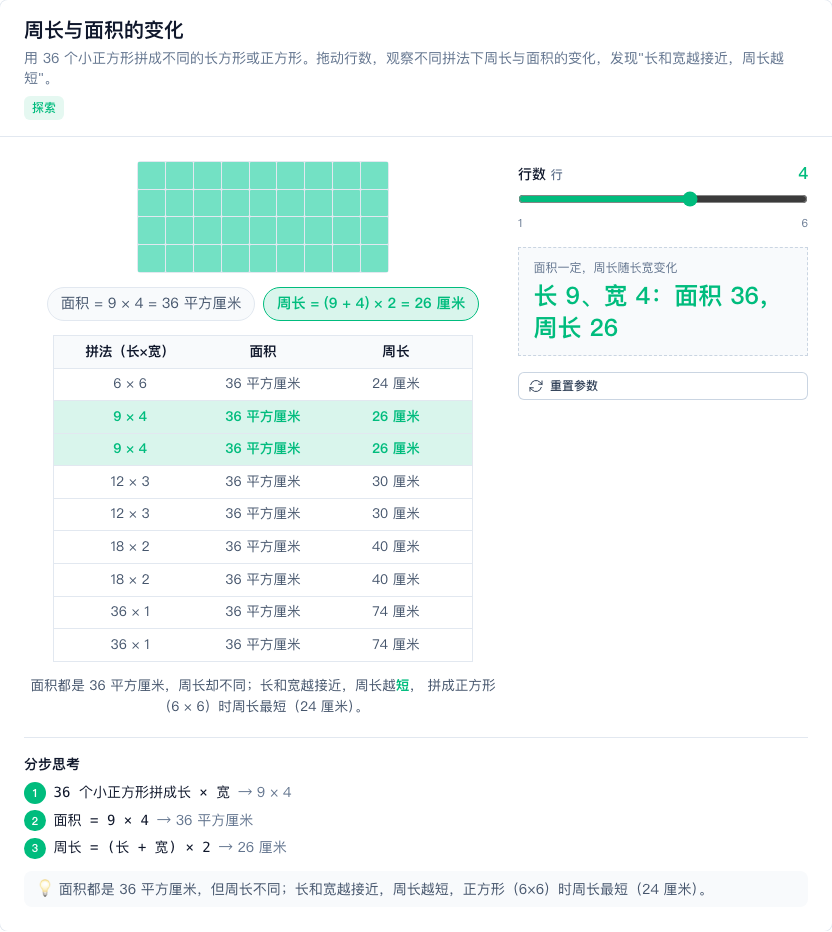 周长与面积的变化
用 36 个小正方形拼成不同的长方形或正方形。拖动行数，观察不同拼法下周长与面积的变化，发现"长和宽越接近，周长越
短"。
探索
面积 = 9 × 4 = 36 平方厘米
周长 = (9 + 4) × 2 = 26 厘米
拼法（长×宽） 面积 周长
6 × 6 36 平方厘米 24 厘米
9 × 4 36 平方厘米 26 厘米
9 × 4 36 平方厘米 26 厘米
12 × 3 36 平方厘米 30 厘米
12 × 3 36 平方厘米 30 厘米
18 × 2 36 平方厘米 40 厘米
18 × 2 36 平方厘米 40 厘米
36 × 1 36 平方厘米 74 厘米
36 × 1 36 平方厘米 74 厘米
面积都是 36 平方厘米，周长却不同；长和宽越接近，周长越短， 拼成正方形
（6 × 6）时周长最短（24 厘米）。
行数 行 4
1 6
面积一定，周长随长宽变化
长 9、宽 4：面积 36，
周长 26
重置参数
分步思考
1 36 个小正方形拼成长 × 宽 → 9 × 4
2 面积 = 9 × 4 → 36 平方厘米
3 周长 = (长 + 宽) × 2 → 26 厘米
面积都是 36 平方厘米，但周长不同；长和宽越接近，周长越短，正方形（6×6）时周长最短（24 厘米）。